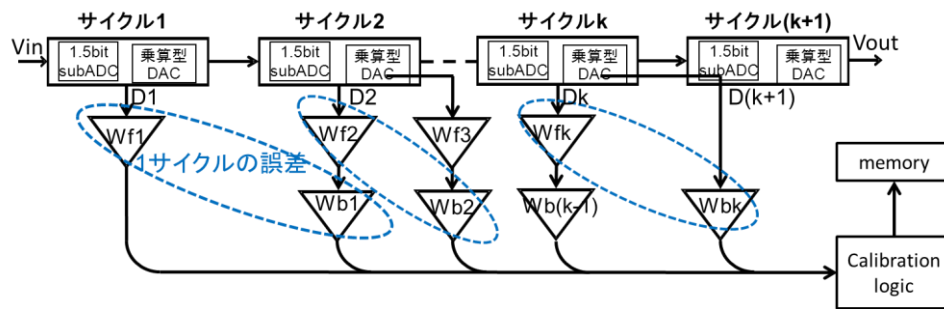 サイクル1 サイクル2 サイクルk サイクル(k+1)
Vin 1.5bit 乗算型 1.5bit 乗算型 1.5bit 乗算型 1.5bit 乗算型 Vout
subADC DAC subADC DAC subADC DAC subADC DAC
D1 D2 Dk D(k+1)
Wf1 Wf2 Wf3 Wfk
1サイクルの誤差
memory
Wb1 Wb2 Wb(k-1) Wbk
Calibration
logic